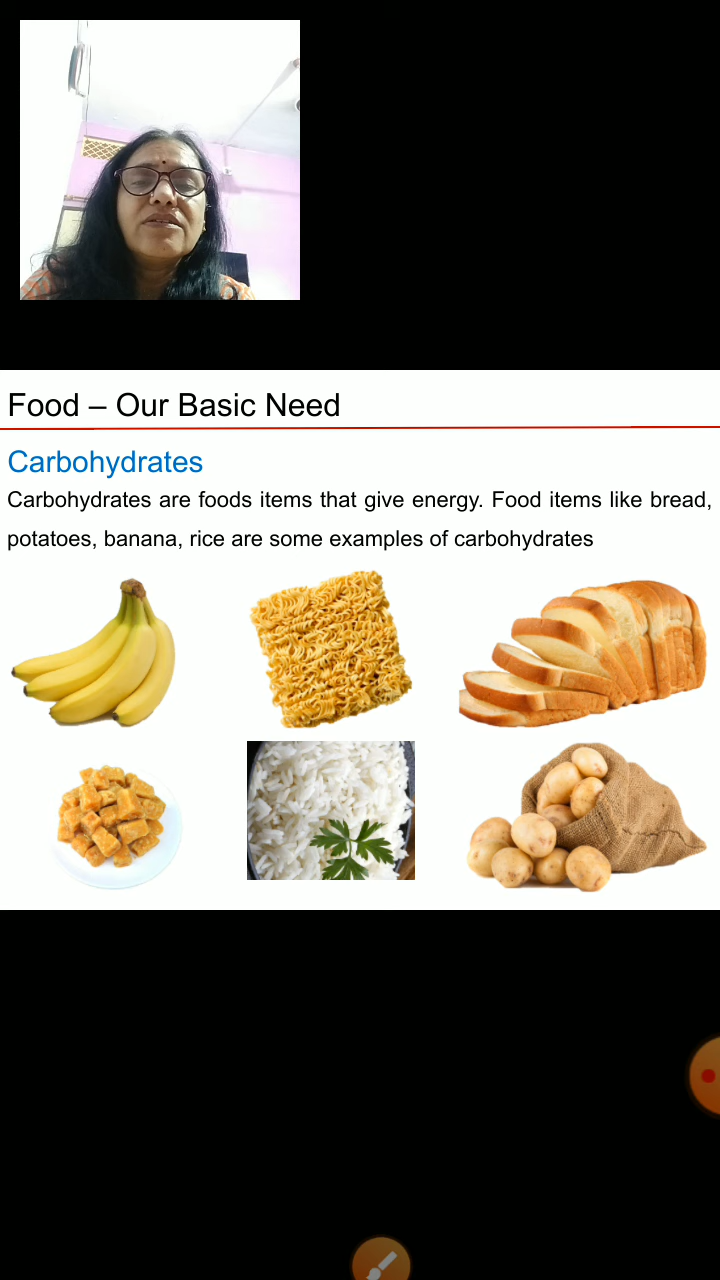 Food – Our Basic Need
Carbohydrates
Carbohydrates are foods items that give energy. Food items like bread,
potatoes, banana, rice are some examples of carbohydrates